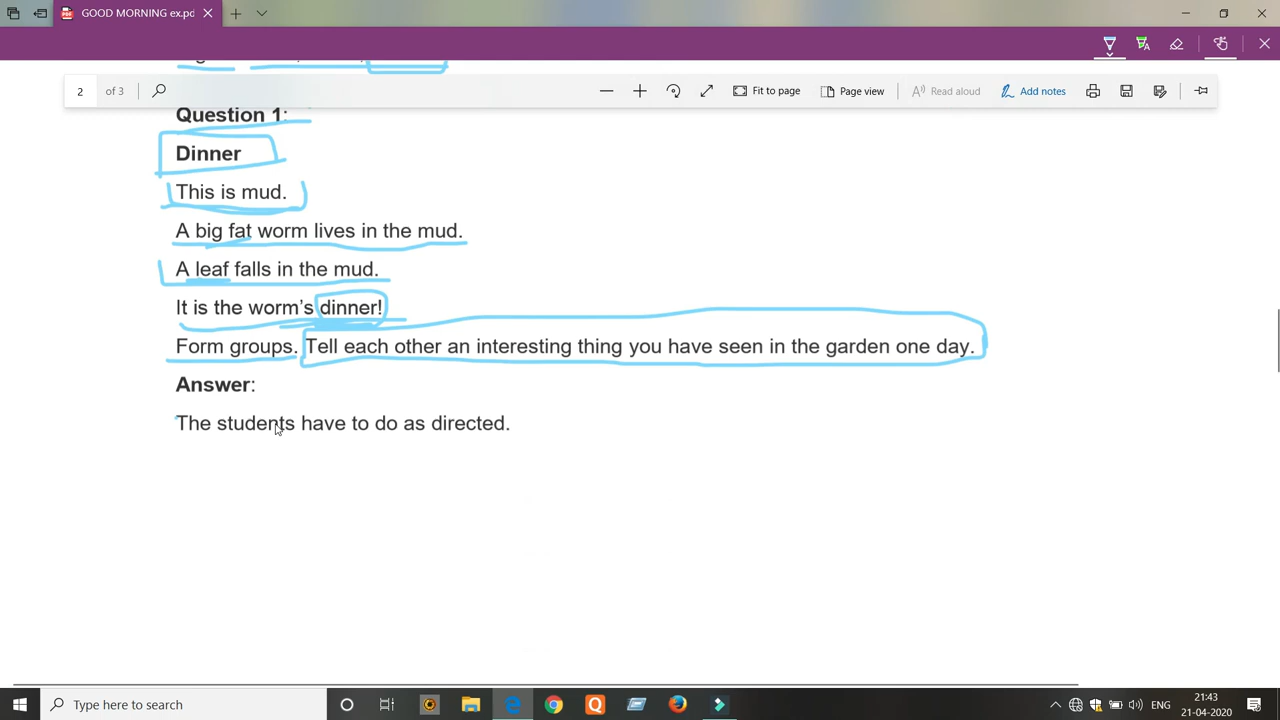 GOOD MORNING ex.pd
2 of 3
Fit to page
Page view
Read aloud
Add notes
Question 1:
Dinner
This is mud.
A big fat worm lives in the mud.
A leaf falls in the mud.
It is the worm’s dinner!
Form groups. Tell each other an interesting thing you have seen in the garden one day.
Answer:
The students have to do as directed.
Type here to search
ENG
21:43
21-04-2020